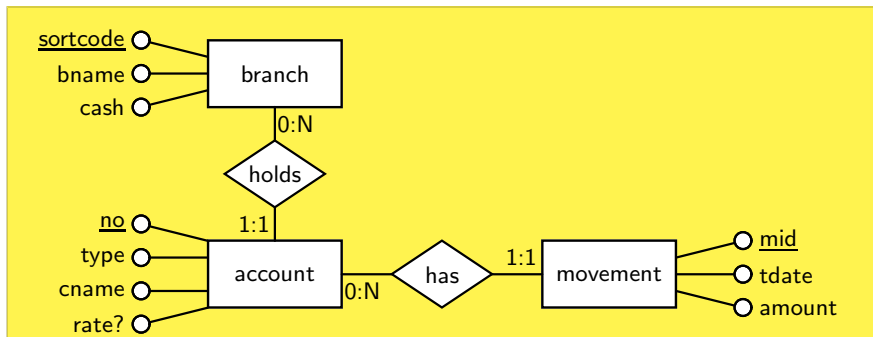 sortcode
bname
cash
branch
0:N
holds
1:1
no
type
cname
rate?
account
0:N
has
1:1
movement
mid
tdate
amount